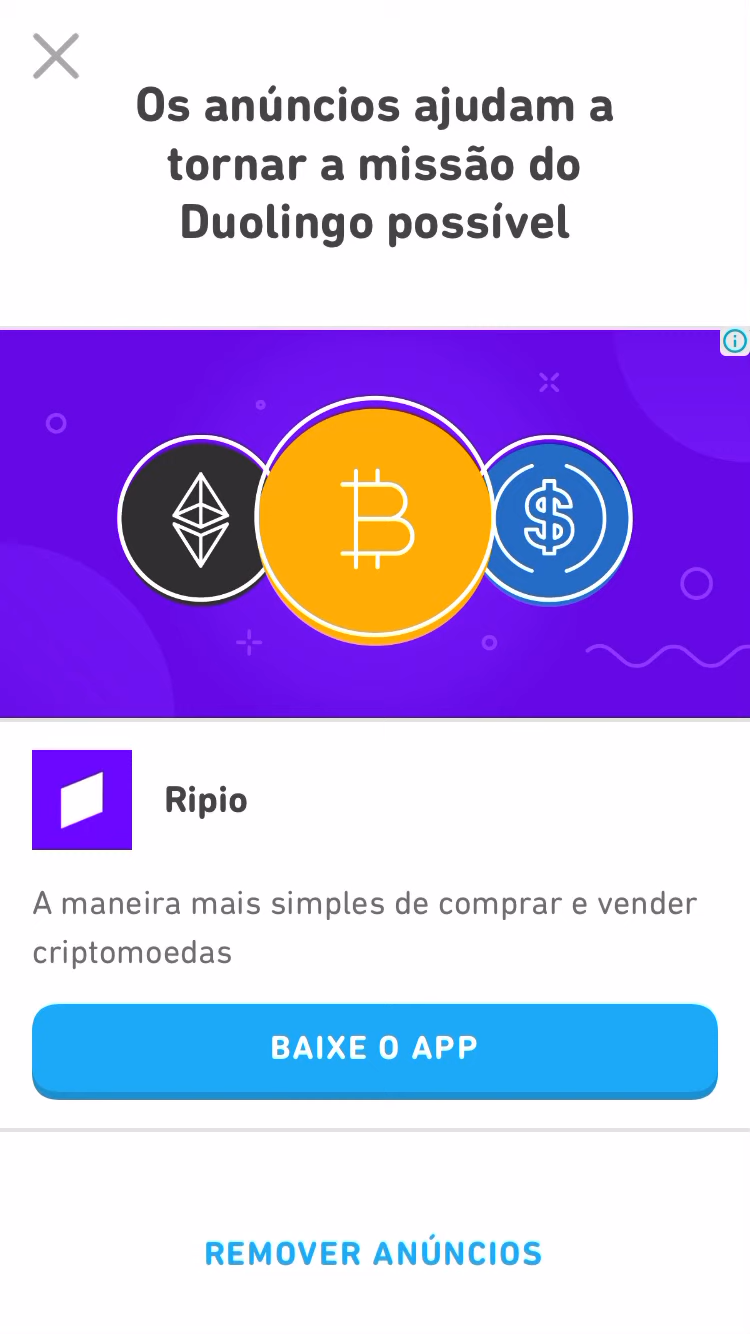 Os anúncios ajudam a
tornar a missão do
Duolingo possível
Ripio
A maneira mais simples de comprar e vender
criptomoedas
BAIXE O APP
REMOVER ANÚNCIOS